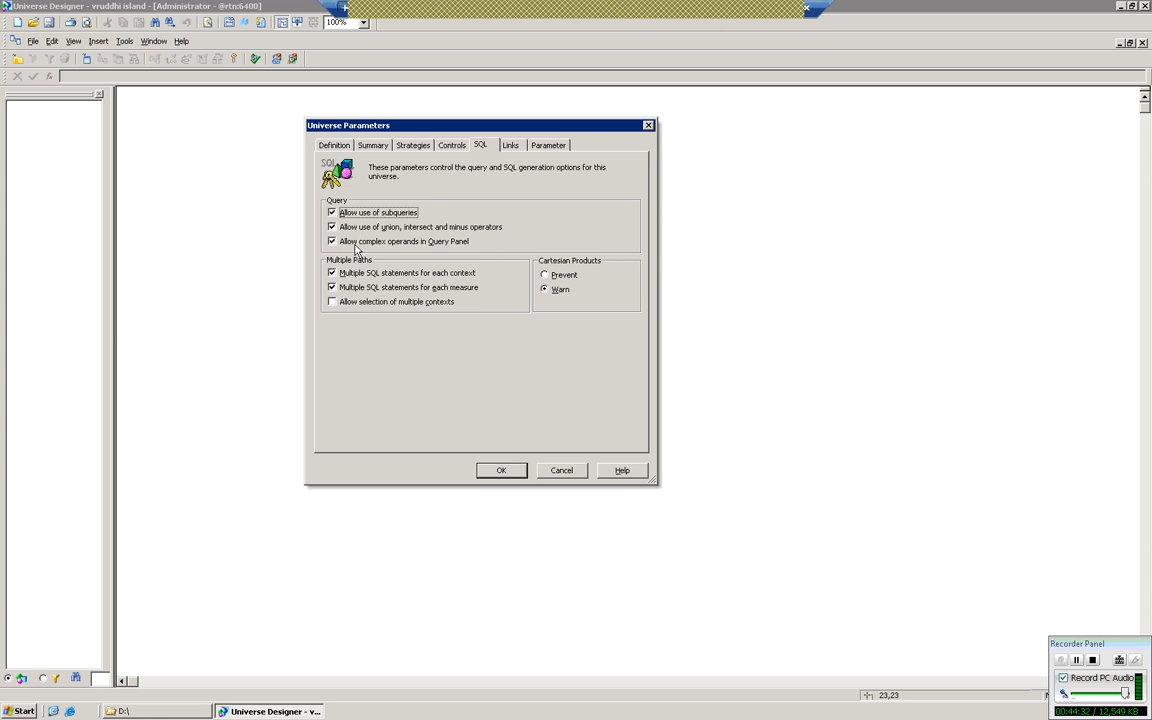 Universe Designer - vruddhi island - [Administrator - @rtn:6400]
100%
File Edit View Insert Tools Window Help
Universe Parameters
Definition Summary Strategies Controls SQL Links Parameter
SQL
These parameters control the query and SQL generation options for this
universe.
Query
Allow use of subqueries
Allow use of union, intersect and minus operators
Allow complex operands in Query Panel
Multiple Paths
Multiple SQL statements for each context
Multiple SQL statements for each measure
Allow selection of multiple contexts
Cartesian Products
Prevent
Warn
OK Cancel Help
Recorder Panel
Record PC Audio
00:44:32 / 12,549 KB
23,23
Start D:\ Universe Designer - v...